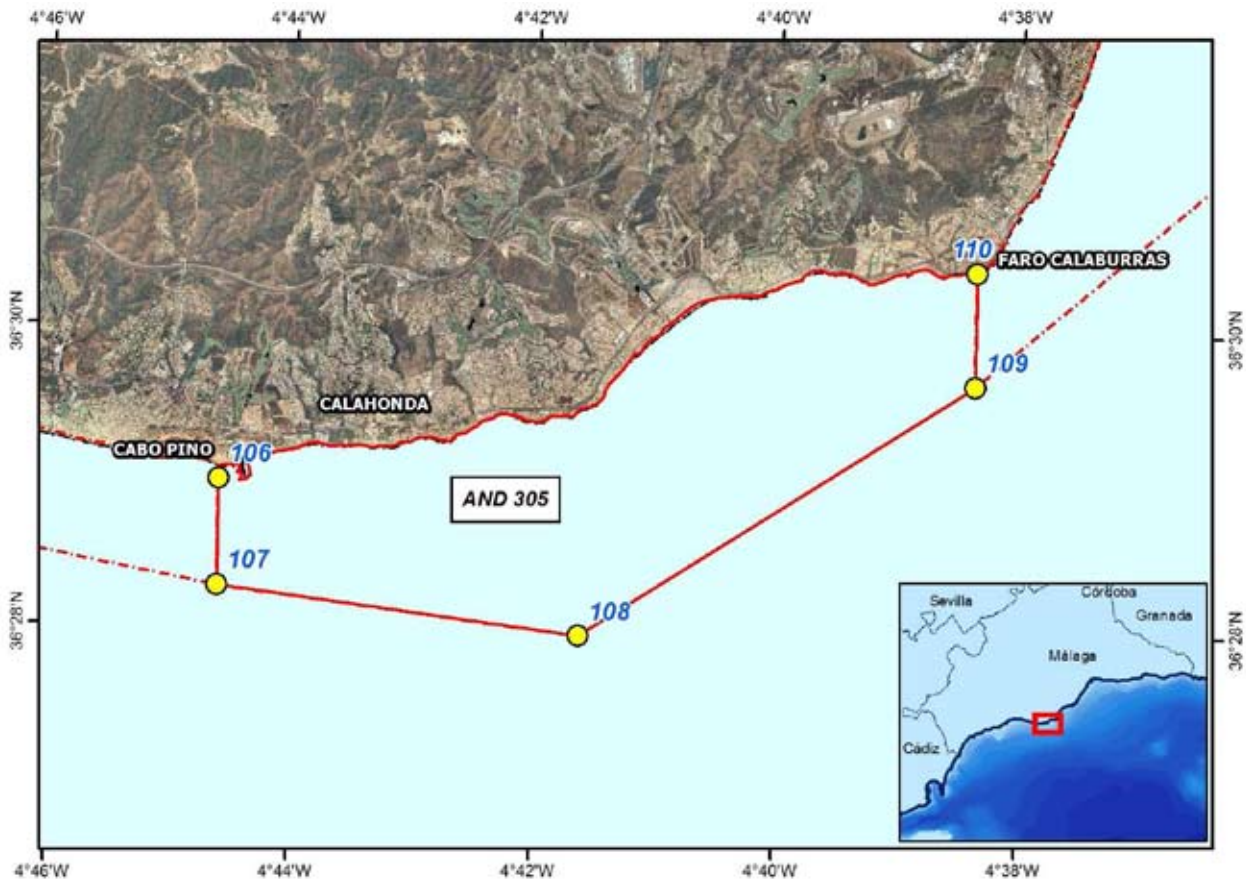 4°46'W
4°44'W
4°42'W
4°40'W
4°38'W
36°30'N
36°30'N
110
FARO CALABURRAS
109
CALAHONDA
CABO PINO
106
AND 305
107
108
36°28'N
36°28'N
Sevilla
Córdoba
Granada
Málaga
Cádiz
4°46'W
4°44'W
4°42'W
4°40'W
4°38'W